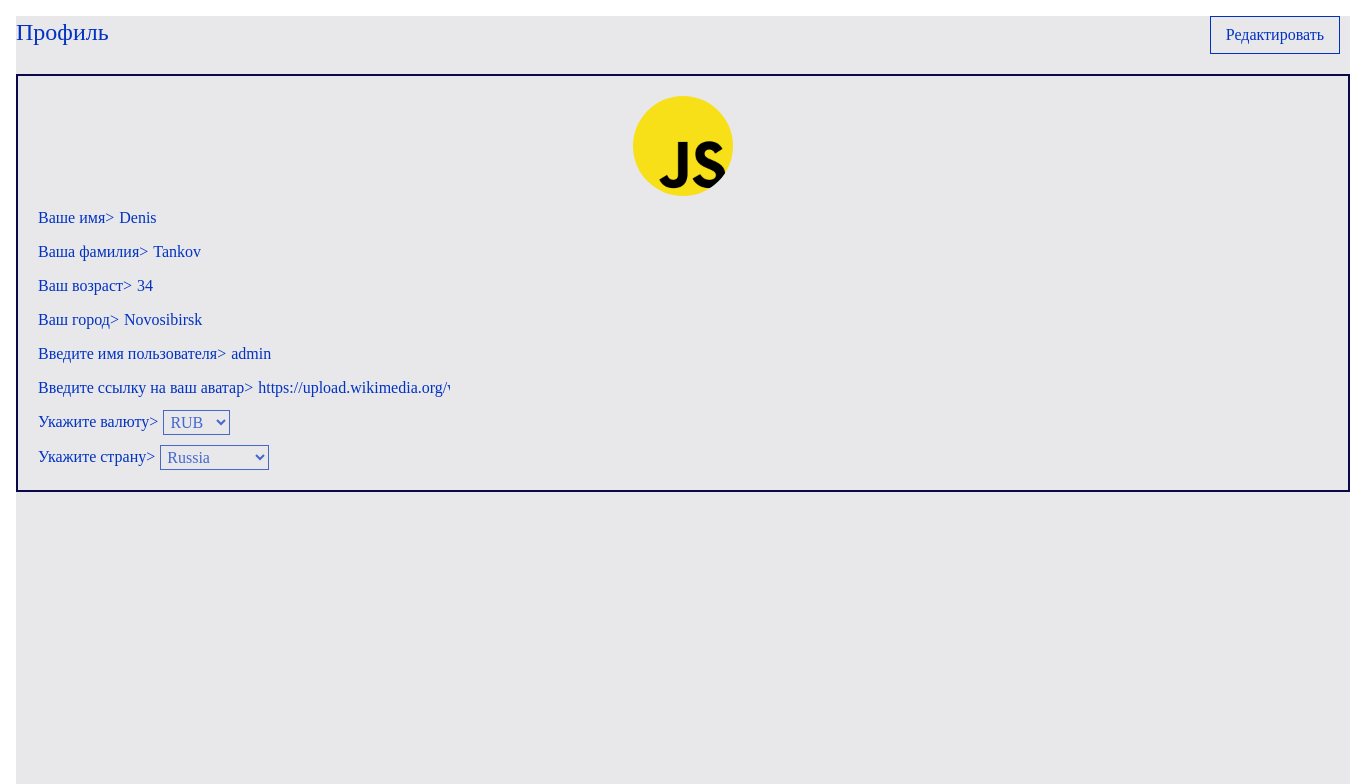 Профиль
Редактировать
JS
Ваше имя> Denis
Ваша фамилия> Tankov
Ваш возраст> 34
Ваш город> Novosibirsk
Введите имя пользователя> admin
Введите ссылку на ваш аватар> https://upload.wikimedia.org/
Укажите валюту> RUB
Укажите страну> Russia